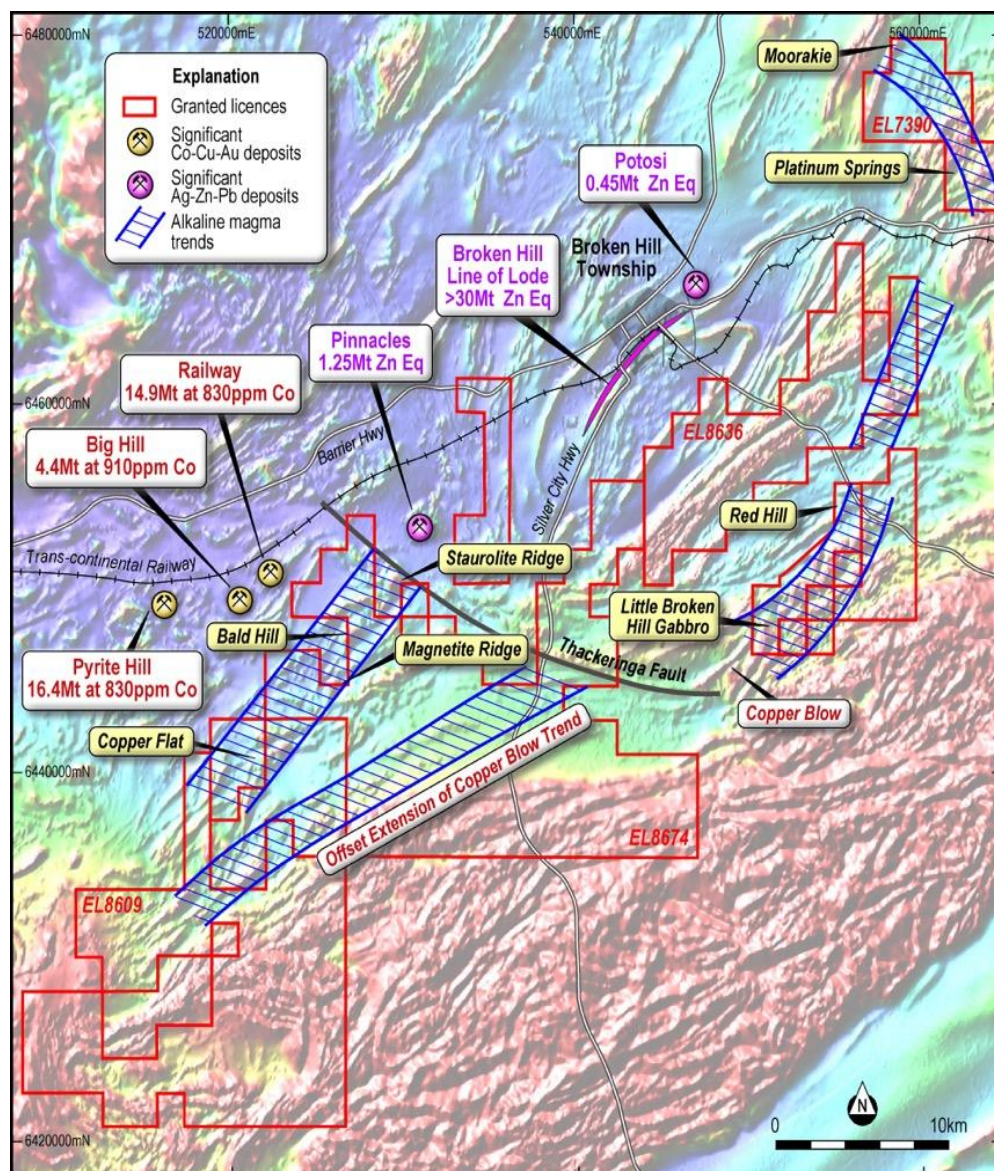 6480000mN
520000mE
540000mE
560000mE
Explanation
Granted licences
Significant
Co-Cu-Au deposits
Significant
Ag-Zn-Pb deposits
Alkaline magma
trends
Moorakie
EL7390
Platinum Springs
Potosi
0.45Mt Zn Eq
Broken Hill
Township
Broken Hill
Line of Lode
>30Mt Zn Eq
Pinnacles
1.25Mt Zn Eq
Railway
14.9Mt at 830ppm Co
6460000mN
Big Hill
4.4Mt at 910ppm Co
Barrier Hwy
EL8636
Silver City Hwy
Red Hill
Trans-continental Railway
Staurolite Ridge
Little Broken
Hill Gabbro
Bald Hill
Magnetite Ridge
Thackeringa Fault
Pyrite Hill
16.4Mt at 830ppm Co
Copper Blow
Copper Flat
6440000mN
Offset Extension of Copper Blow Trend
EL8674
EL8609
N
0
10km
6420000mN